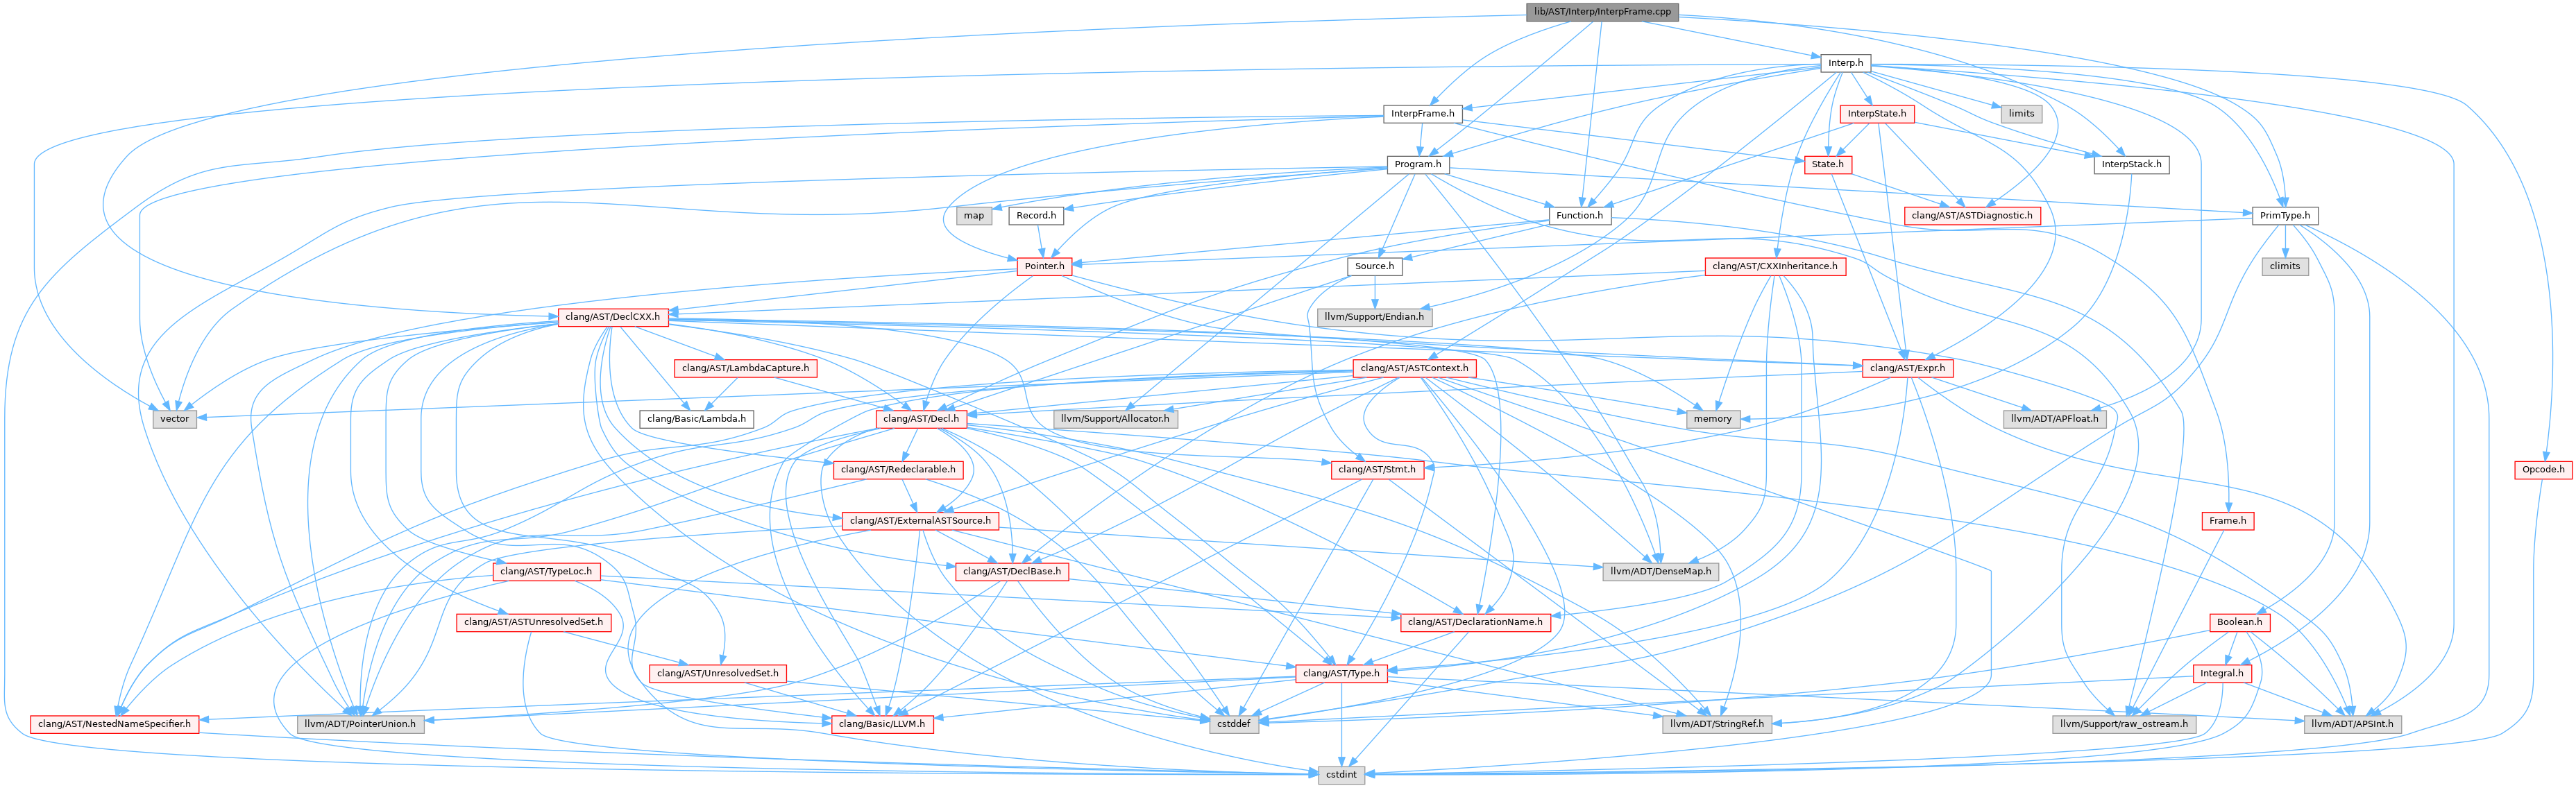 lib/AST/Interp/InterpFrame.cpp
Interp.h
InterpFrame.h
InterpState.h
limits
Program.h
State.h
InterpStack.h
map
Record.h
Function.h
clang/AST/ASTDiagnostic.h
PrimType.h
Pointer.h
Source.h
clang/AST/CXXInheritance.h
climits
clang/AST/DeclCXX.h
llvm/Support/Endian.h
clang/AST/LambdaCapture.h
clang/AST/ASTContext.h
clang/AST/Expr.h
vector
clang/Basic/Lambda.h
clang/AST/Decl.h
llvm/Support/Allocator.h
memory
llvm/ADT/APFloat.h
clang/AST/Redeclarable.h
clang/AST/Stmt.h
Opcode.h
clang/AST/ExternalASTSource.h
Frame.h
clang/AST/TypeLoc.h
clang/AST/DeclBase.h
llvm/ADT/DenseMap.h
clang/AST/ASTUnresolvedSet.h
clang/AST/DeclarationName.h
Boolean.h
clang/AST/UnresolvedSet.h
clang/AST/Type.h
Integral.h
clang/AST/NestedNameSpecifier.h
llvm/ADT/PointerUnion.h
clang/Basic/LLVM.h
cstddef
llvm/ADT/StringRef.h
llvm/Support/raw_ostream.h
llvm/ADT/APSInt.h
cstdint